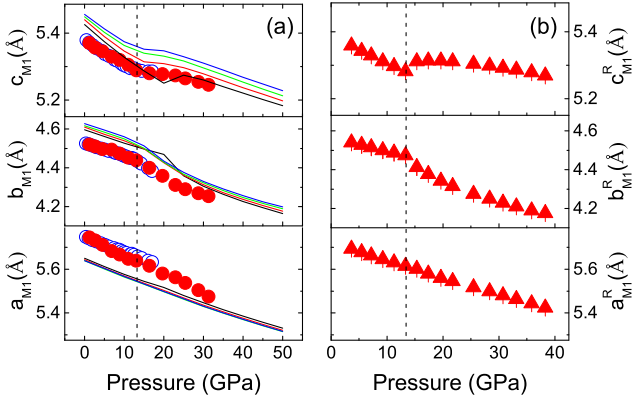 (a)
5.4
5.2
c_M1 (Å)
4.6
4.4
4.2
b_M1 (Å)
5.6
5.4
a_M1 (Å)
0 10 20 30 40 50
Pressure (GPa)
(b)
5.4
5.2
c^R_M1 (Å)
4.6
4.4
4.2
b^R_M1 (Å)
5.6
5.4
a^R_M1 (Å)
0 10 20 30 40
Pressure (GPa)